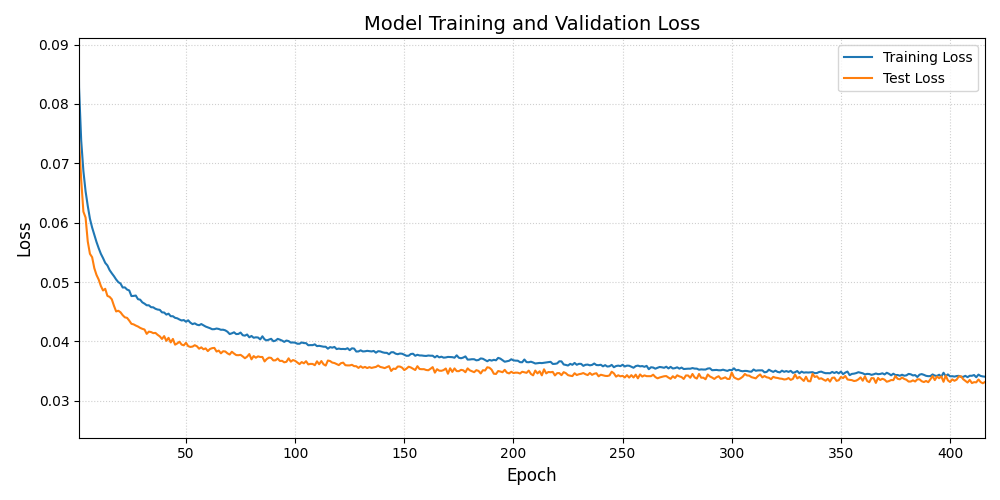 Model Training and Validation Loss
Training Loss
Test Loss
Loss
0.09
0.08
0.07
0.06
0.05
0.04
0.03
50 100 150 200 250 300 350 400
Epoch